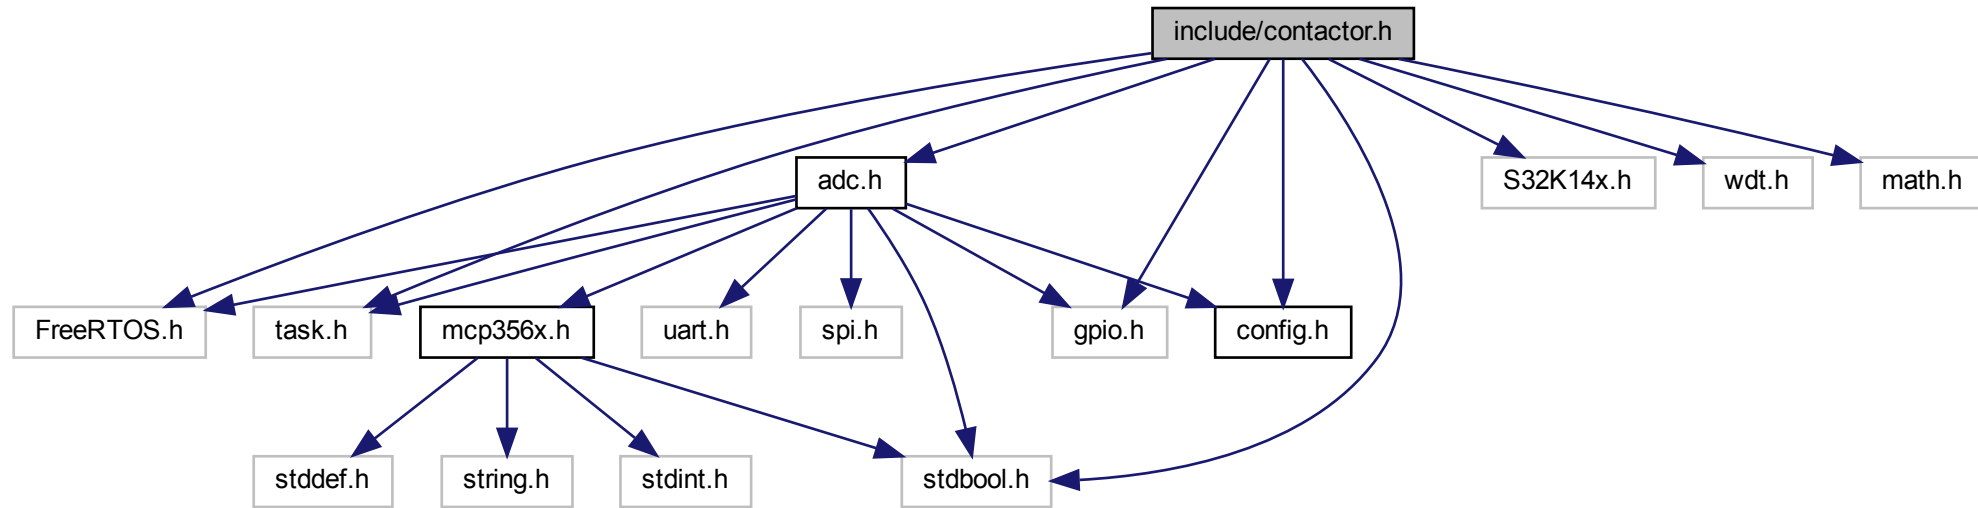 include/contactor.h
adc.h
S32K14x.h
wdt.h
math.h
FreeRTOS.h
task.h
mcp356x.h
uart.h
spi.h
gpio.h
config.h
stddef.h
string.h
stdint.h
stdbool.h